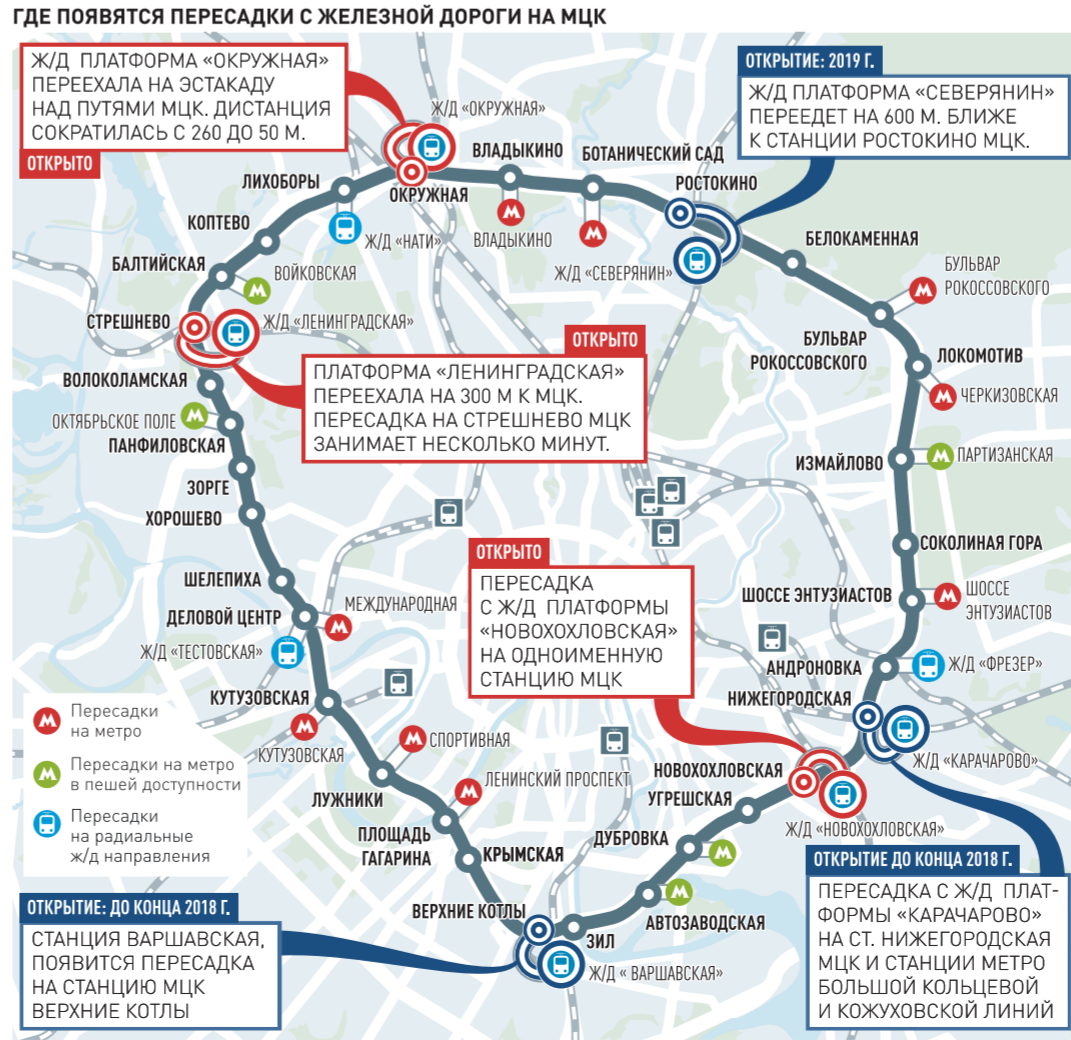 ГДЕ ПОЯВЯТСЯ ПЕРЕСАДКИ С ЖЕЛЕЗНОЙ ДОРОГИ НА МЦК
Ж/Д ПЛАТФОРМА «ОКРУЖНАЯ»
ПЕРЕЕХАЛА НА ЭСТАКАДУ
НАД ПУТЯМИ МЦК. ДИСТАНЦИЯ
СОКРАТИЛАСЬ С 260 ДО 50 М.
ОТКРЫТО
ОТКРЫТИЕ: 2019 Г.
Ж/Д ПЛАТФОРМА «СЕВЕРЯНИН»
ПЕРЕЕДЕТ НА 600 М. БЛИЖЕ
К СТАНЦИИ РОСТОКИНО МЦК.
Ж/Д «ОКРУЖНАЯ»
ВЛАДЫКИНО
БОТАНИЧЕСКИЙ САД
ЛИХОБОРЫ
ОКРУЖНАЯ
РОСТОКИНО
КОПТЕВО
Ж/Д «НАТИ»
М
ВЛАДЫКИНО
М
БЕЛОКАМЕННАЯ
БАЛТИЙСКАЯ
ВОЙКОВСКАЯ
М
Ж/Д «СЕВЕРЯНИН»
БУЛЬВАР
РОКОССОВСКОГО
М
СТРЕШНЕВО
Ж/Д «ЛЕНИНГРАДСКАЯ»
БУЛЬВАР
РОКОССОВСКОГО
ОТКРЫТО
ПЛАТФОРМА «ЛЕНИНГРАДСКАЯ»
ПЕРЕЕХАЛА НА 300 М К МЦК.
ПЕРЕСАДКА НА СТРЕШНЕВО МЦК
ЗАНИМАЕТ НЕСКОЛЬКО МИНУТ.
ЛОКОМОТИВ
ВОЛОКОЛАМСКАЯ
М
ЧЕРКИЗОВСКАЯ
ОКТЯБРЬСКОЕ ПОЛЕ
М
ПАНФИЛОВСКАЯ
ИЗМАЙЛОВО
М
ПАРТИЗАНСКАЯ
ЗОРГЕ
ХОРОШЕВО
СОКОЛИНАЯ ГОРА
ОТКРЫТО
ПЕРЕСАДКА
С Ж/Д ПЛАТФОРМЫ
«НОВОХОХЛОВСКАЯ»
НА ОДНОИМЕННУЮ
СТАНЦИЮ МЦК
ШЕЛЕПИХА
ШОССЕ ЭНТУЗИАСТОВ
М
ШОССЕ
ЭНТУЗИАСТОВ
ДЕЛОВОЙ ЦЕНТР
МЕЖДУНАРОДНАЯ
М
Ж/Д «ТЕСТОВСКАЯ»
АНДРОНОВКА
Ж/Д «ФРЕЗЕР»
КУТУЗОВСКАЯ
НИЖЕГОРОДСКАЯ
М
Пересадки
на метро
М
КУТУЗОВСКАЯ
М
СПОРТИВНАЯ
Ж/Д «КАРАЧАРОВО»
М
Пересадки на метро
в пешей доступности
НОВОХОХЛОВСКАЯ
ЛУЖНИКИ
М
ЛЕНИНСКИЙ ПРОСПЕКТ
УГРЕШСКАЯ
Пересадки
на радиальные
ж/д направления
Ж/Д «НОВОХОХЛОВСКАЯ»
ПЛОЩАДЬ
ГАГАРИНА
КРЫМСКАЯ
ДУБРОВКА
М
ОТКРЫТИЕ ДО КОНЦА 2018 Г.
ПЕРЕСАДКА С Ж/Д ПЛАТ-
ФОРМЫ «КАРАЧАРОВО»
НА СТ. НИЖЕГОРОДСКАЯ
МЦК И СТАНЦИИ МЕТРО
БОЛЬШОЙ КОЛЬЦЕВОЙ
И КОЖУХОВСКОЙ ЛИНИЙ
М
АВТОЗАВОДСКАЯ
ВЕРХНИЕ КОТЛЫ
ЗИЛ
Ж/Д « ВАРШАВСКАЯ»
ОТКРЫТИЕ: ДО КОНЦА 2018 Г.
СТАНЦИЯ ВАРШАВСКАЯ,
ПОЯВИТСЯ ПЕРЕСАДКА
НА СТАНЦИЮ МЦК
ВЕРХНИЕ КОТЛЫ